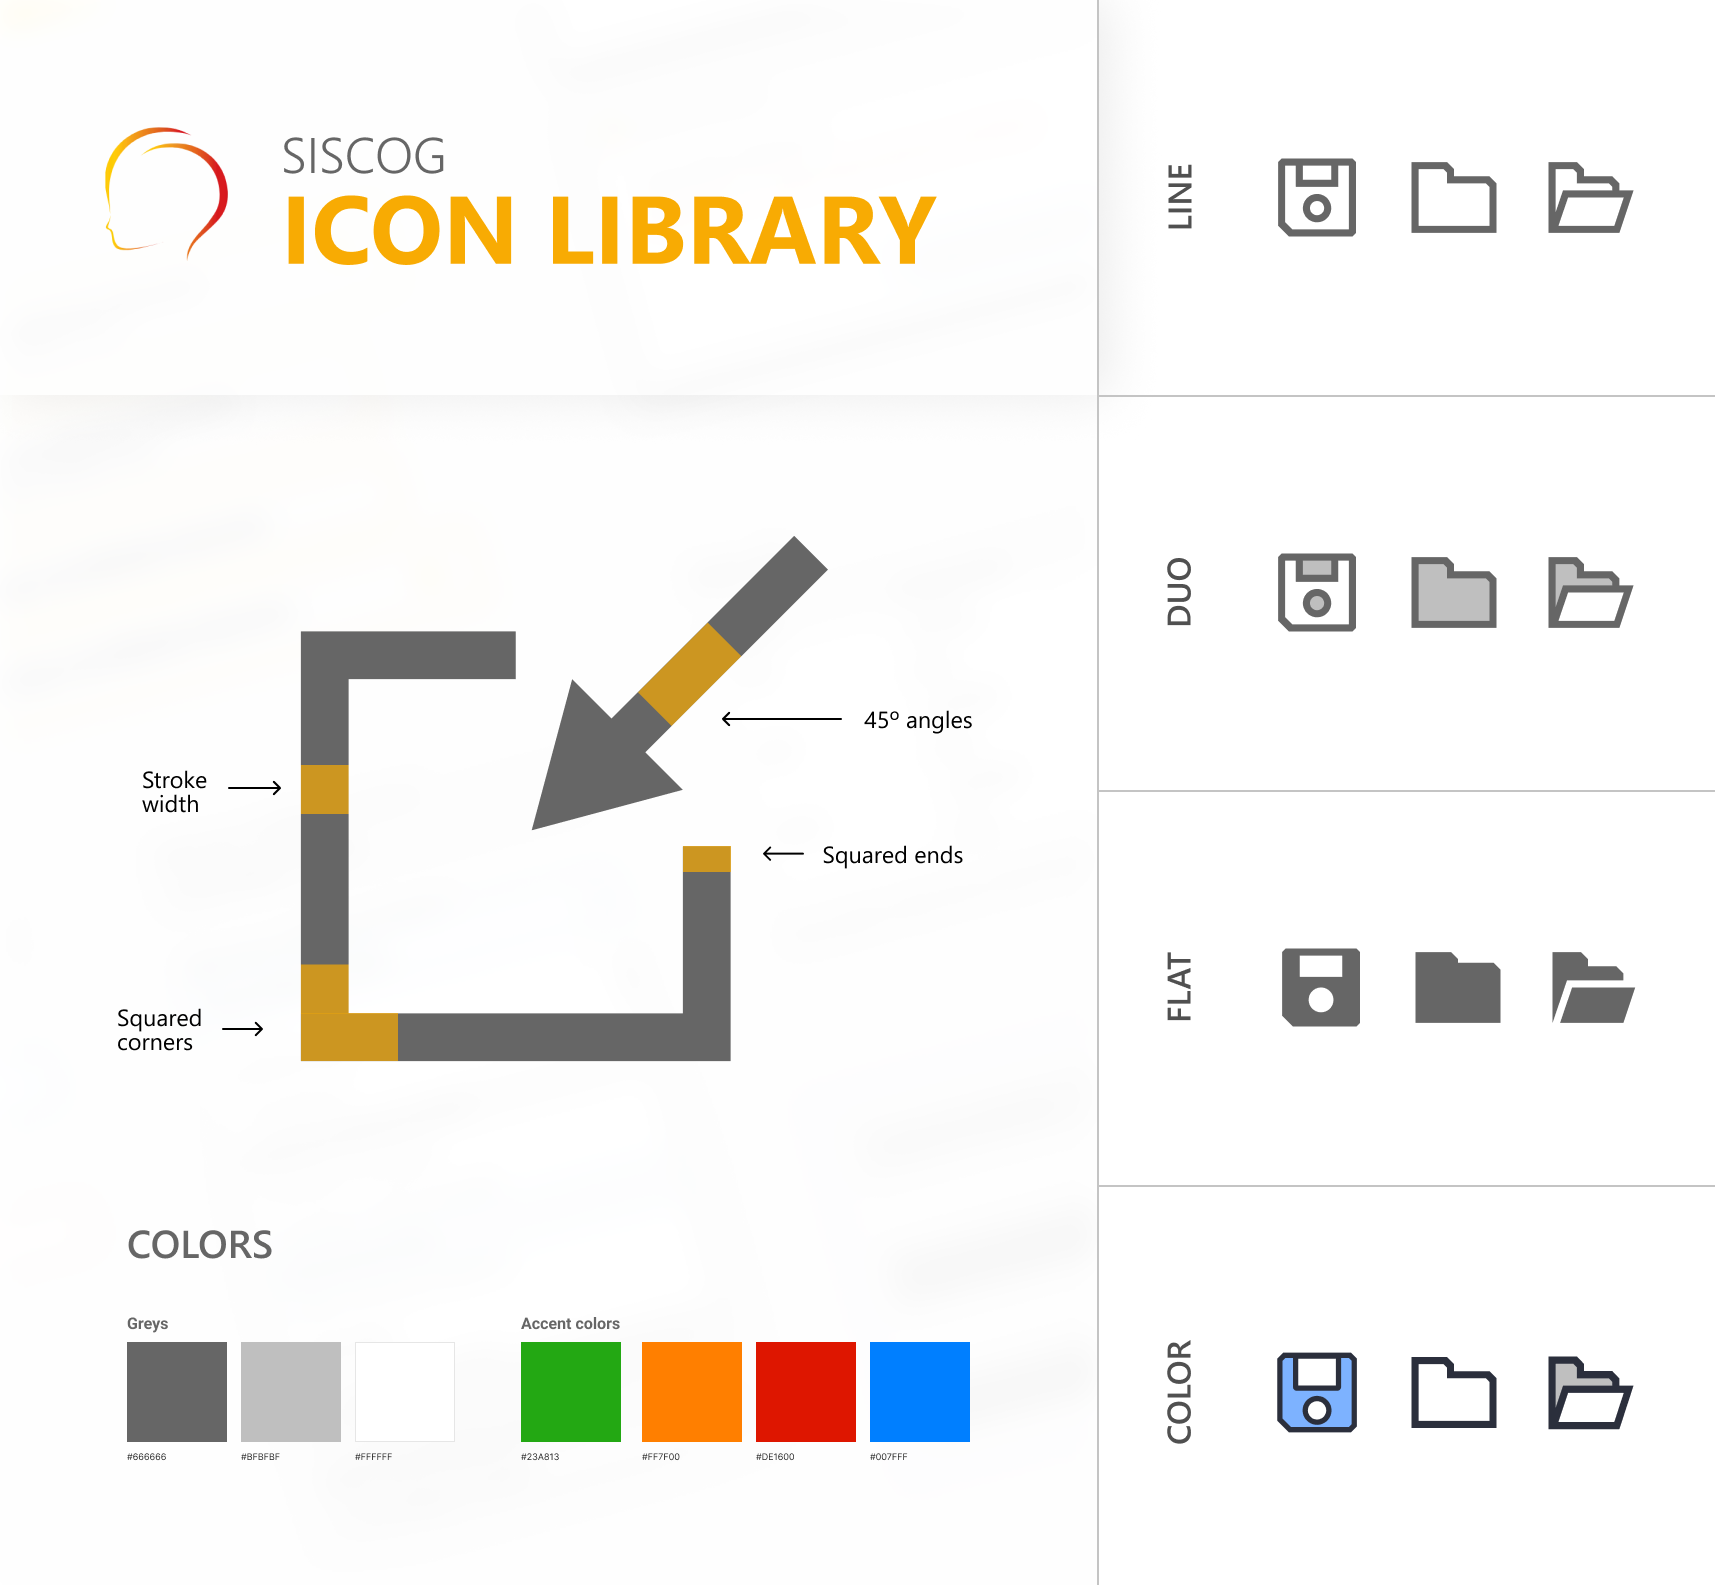 SISCOG
ICON LIBRARY
45º angles
Stroke
width
Squared ends
Squared
corners
COLORS
Greys
#666666
#BFBFBF
#FFFFFF
Accent colors
#23A813
#FF7F00
#DE1600
#007FFF
LINE
DUO
FLAT
COLOR